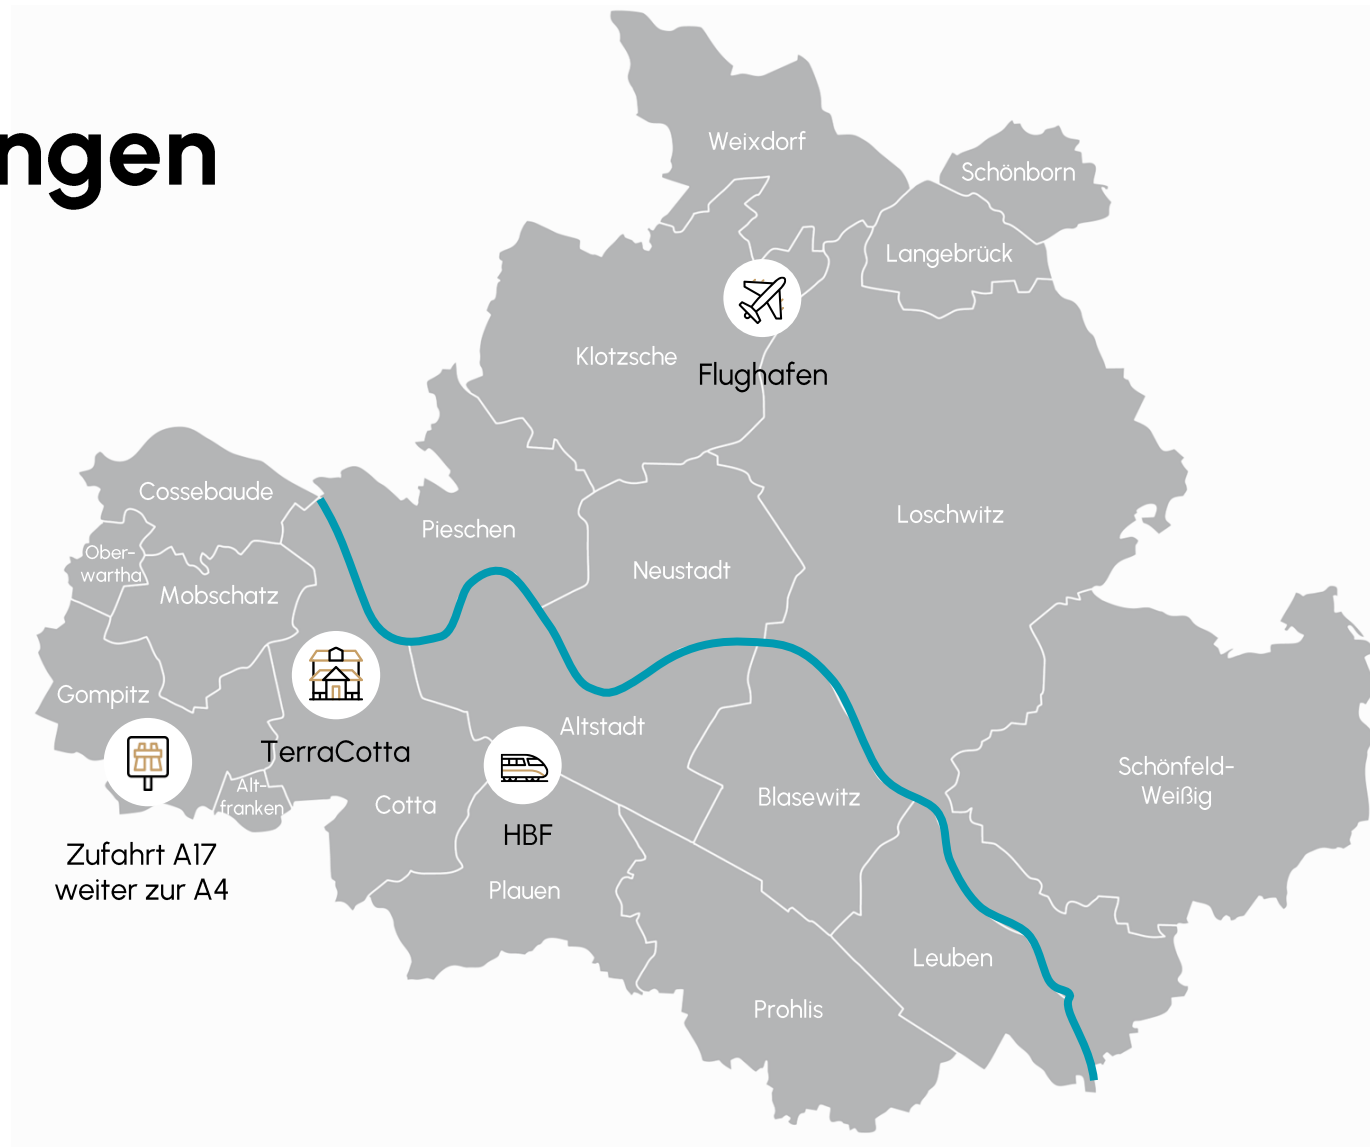 ngen
Weixdorf
Schönborn
Langebrück
Klotzsche
Flughafen
Cossebaude
Pieschen
Loschwitz
Ober-
wartha
Neustadt
Mobschatz
Gompitz
Altstadt
TerraCotta
Schönfeld-
Weißig
Alt-
franken
Cotta
Blasewitz
HBF
Zufahrt A17
weiter zur A4
Plauen
Leuben
Prohlis